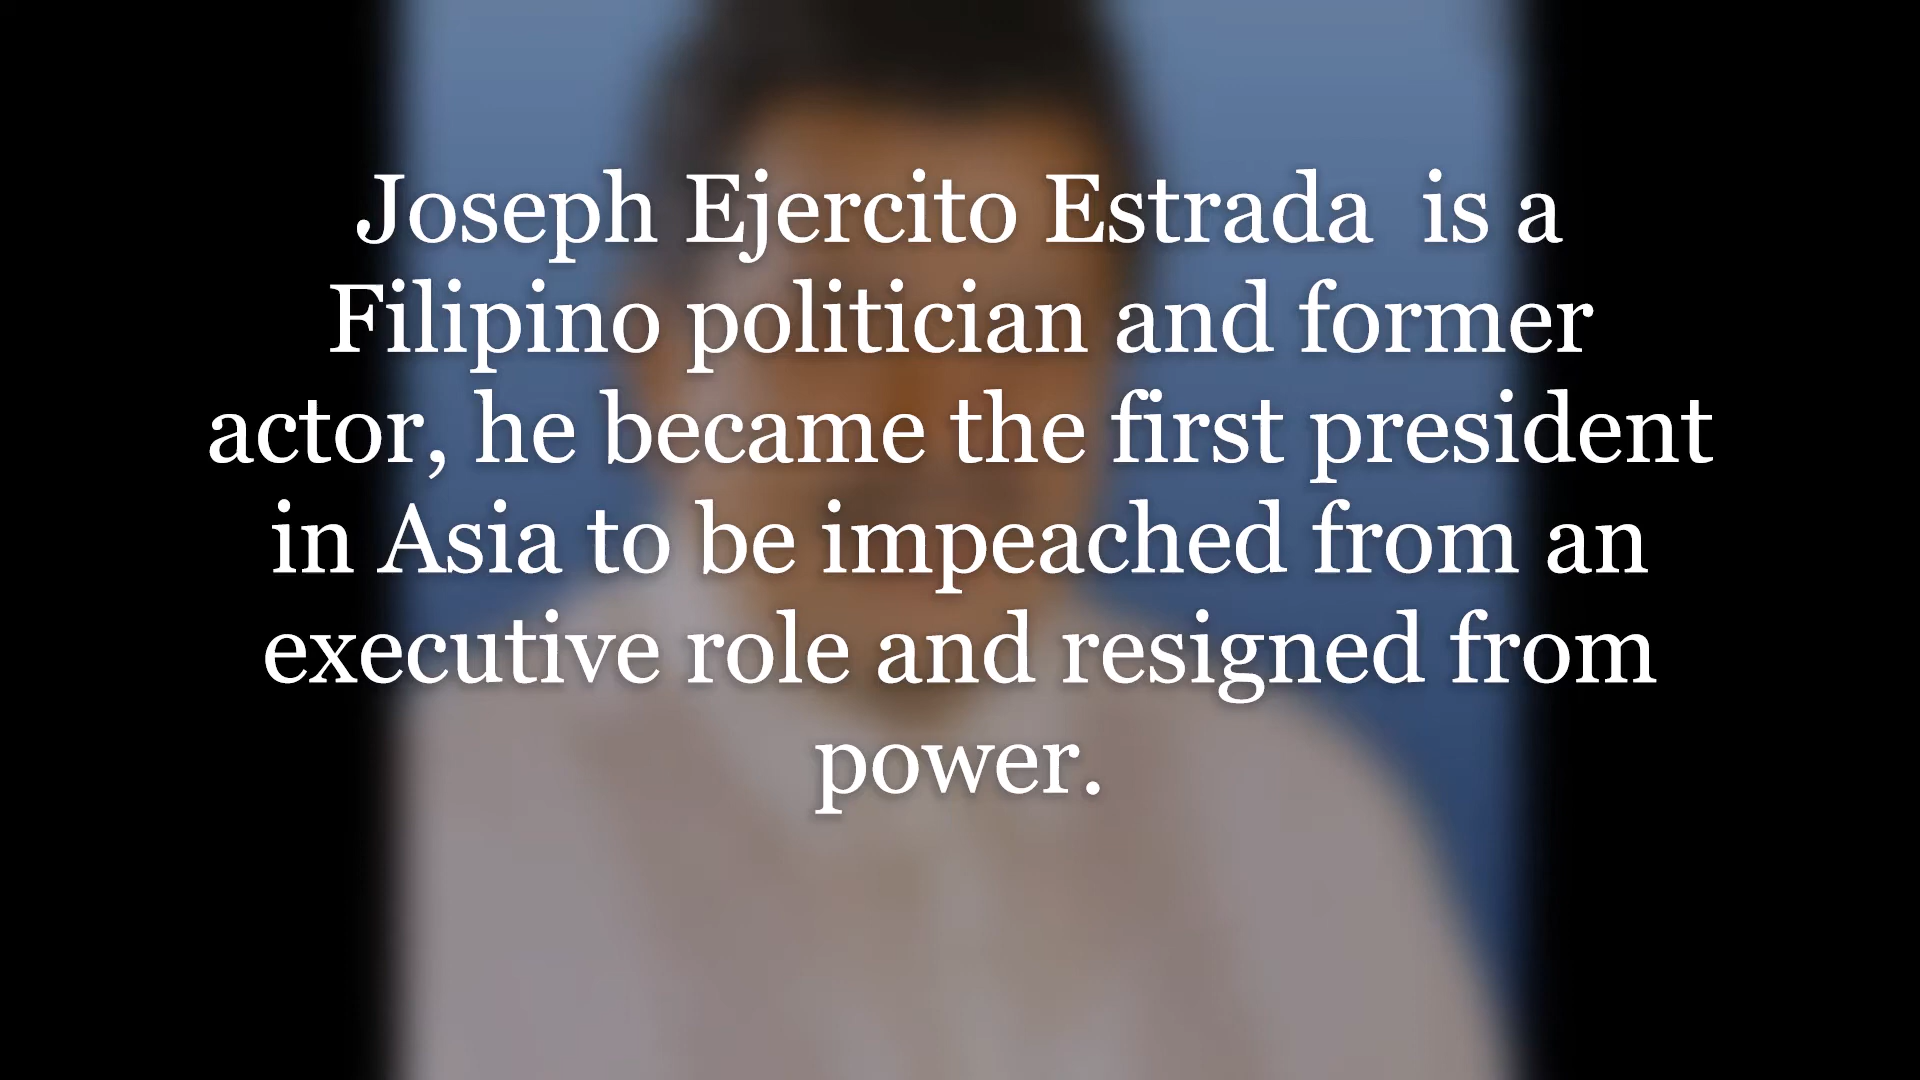 Joseph Ejercito Estrada  is a
Filipino politician and former
actor, he became the first president
in Asia to be impeached from an
executive role and resigned from
power.